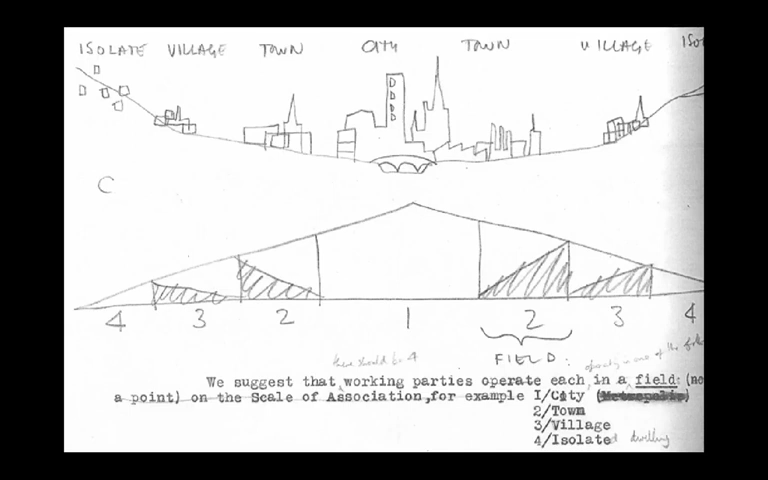 ISOLATE VILLAGE TOWN CITY TOWN VILLAGE ISO
C
4 3 2 1 2 3 4
FIELD:
there should be 4
We suggest that working parties operate each in a field: (no
a point) on the Scale of Association, for example 1/City (Metropolis)
2/Town
3/Village
4/Isolated dwelling